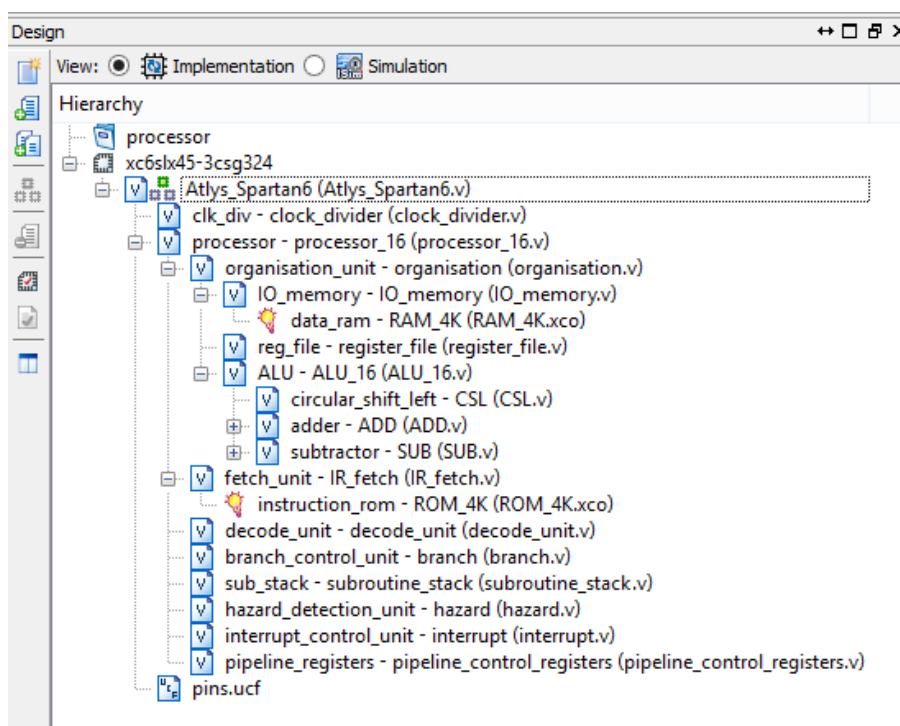 Design
View: Implementation Simulation
Hierarchy
processor
xc6slx45-3csg324
Atlys_Spartan6 (Atlys_Spartan6.v)
clk_div - clock_divider (clock_divider.v)
processor - processor_16 (processor_16.v)
organisation_unit - organisation (organisation.v)
IO_memory - IO_memory (IO_memory.v)
data_ram - RAM_4K (RAM_4K.xco)
reg_file - register_file (register_file.v)
ALU - ALU_16 (ALU_16.v)
circular_shift_left - CSL (CSL.v)
adder - ADD (ADD.v)
subtractor - SUB (SUB.v)
fetch_unit - IR_fetch (IR_fetch.v)
instruction_rom - ROM_4K (ROM_4K.xco)
decode_unit - decode_unit (decode_unit.v)
branch_control_unit - branch (branch.v)
sub_stack - subroutine_stack (subroutine_stack.v)
hazard_detection_unit - hazard (hazard.v)
interrupt_control_unit - interrupt (interrupt.v)
pipeline_registers - pipeline_control_registers (pipeline_control_registers.v)
pins.ucf